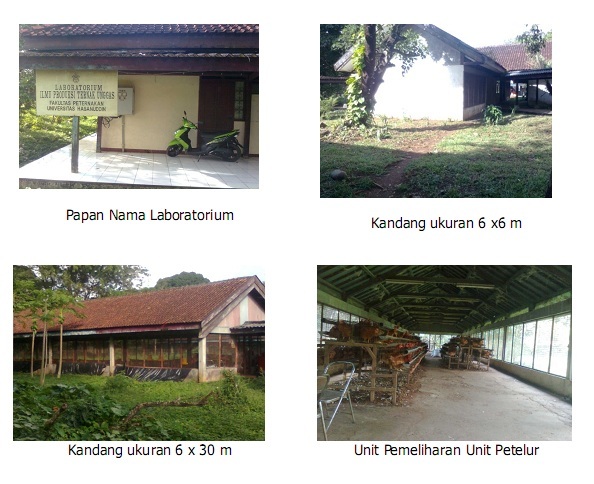 LABORATORIUM
ILMU PRODUKSI TERNAK UNGGAS
FAKULTAS PETERNAKAN
UNIVERSITAS HASANUDDIN
Papan Nama Laboratorium
Kandang ukuran 6 x6 m
Kandang ukuran 6 x 30 m
Unit Pemeliharan Unit Petelur